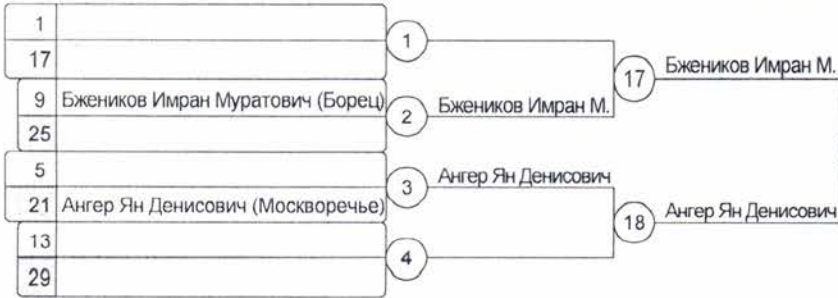 1
1
17
17 Бжеников Имран М.
9 Бжеников Имран Муратович (Борец)
2 Бжеников Имран М.
25
5
3 Ангер Ян Денисович
21 Ангер Ян Денисович (Москворечье)
18 Ангер Ян Денисович
13
4
29